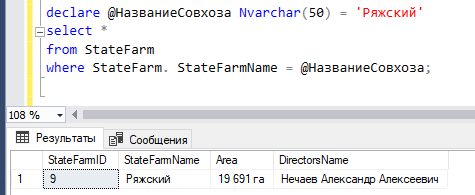 declare @НазваниеСовхоза Nvarchar(50) = 'Ряжский'
select *
from StateFarm
where StateFarm. StateFarmName = @НазваниеСовхоза;
108 %
Результаты Сообщения
StateFarmID StateFarmName Area DirectorsName
1 9 Ряжский 19 691 га Нечаев Александр Алексеевич